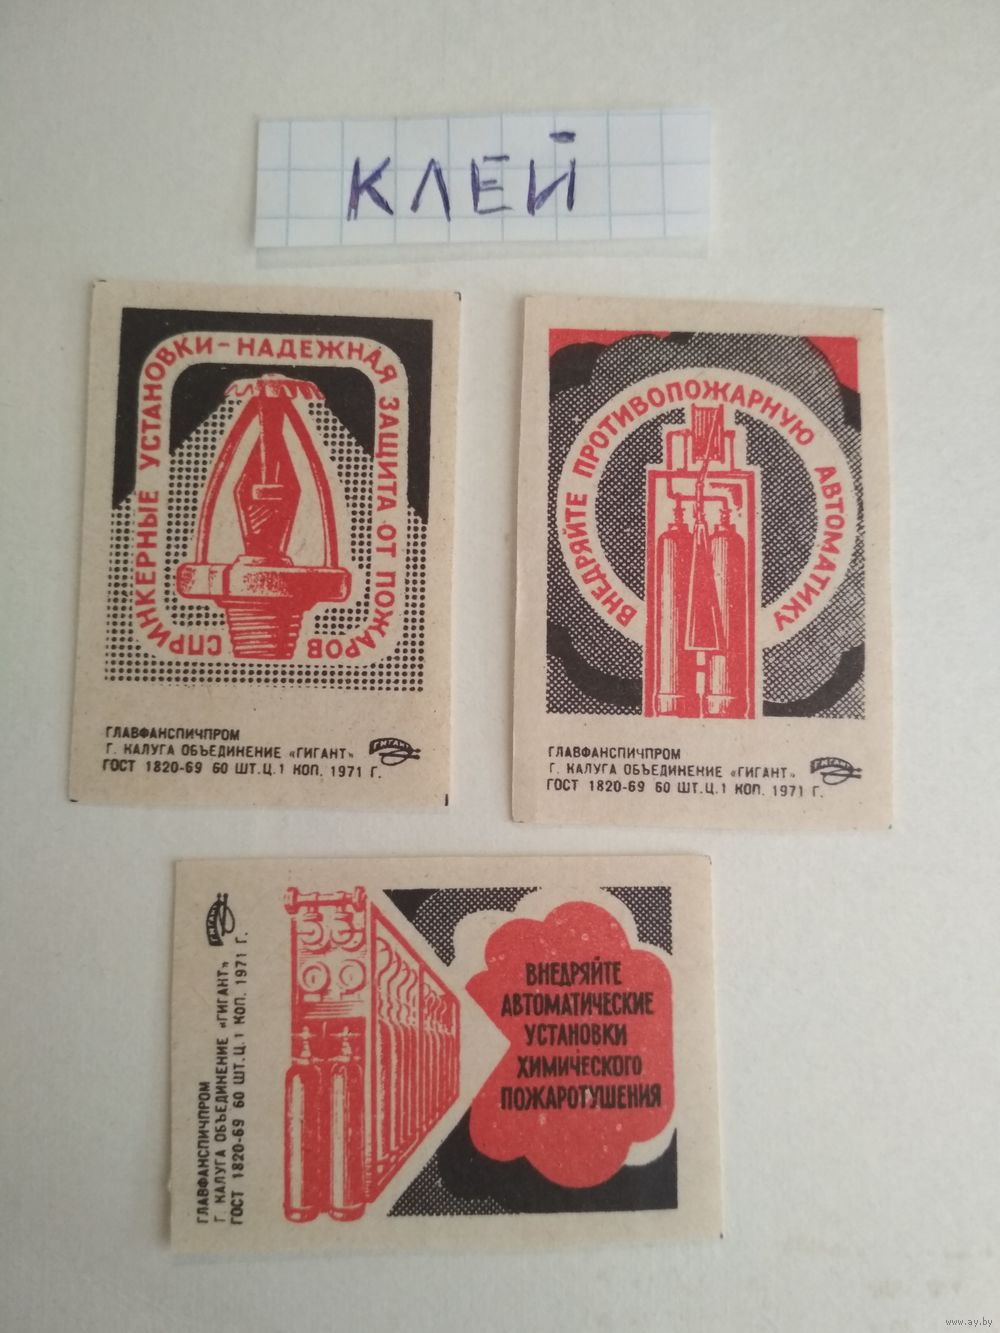 КЛЕЙ
СПРИНКЕРНЫЕ УСТАНОВКИ-НАДЕЖНАЯ ЗАЩИТА ОТ ПОЖАРОВ
ГЛАВФАНСПИЧПРОМ
Г. КАЛУГА ОБЪЕДИНЕНИЕ «ГИГАНТ»
ГИГАНТ
ГОСТ 1820-69 60 ШТ.Ц.1 КОП. 1971 Г.
ВНЕДРЯЙТЕ ПРОТИВОПОЖАРНУЮ АВТОМАТИКУ
ГЛАВФАНСПИЧПРОМ
Г. КАЛУГА ОБЪЕДИНЕНИЕ «ГИГАНТ»
ГИГАНТ
ГОСТ 1820-69 60 ШТ.Ц.1 КОП. 1971 Г.
ВНЕДРЯЙТЕ
АВТОМАТИЧЕСКИЕ
УСТАНОВКИ
ХИМИЧЕСКОГО
ПОЖАРОТУШЕНИЯ
ГЛАВФАНСПИЧПРОМ
Г. КАЛУГА ОБЪЕДИНЕНИЕ «ГИГАНТ»
ГИГАНТ
ГОСТ 1820-69 60 ШТ.Ц.1 КОП. 1971 Г.
www.ay.by